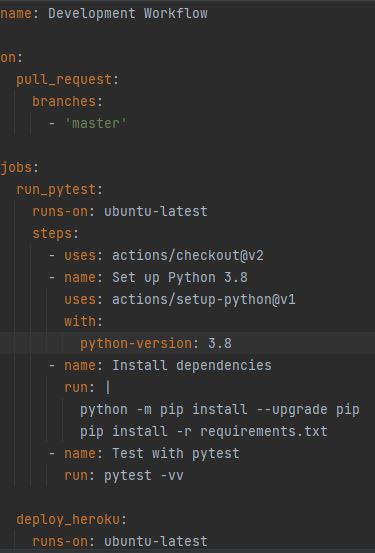 name: Development Workflow
on:
pull_request:
branches:
- 'master'
jobs:
run_pytest:
runs-on: ubuntu-latest
steps:
- uses: actions/checkout@v2
- name: Set up Python 3.8
uses: actions/setup-python@v1
with:
python-version: 3.8
- name: Install dependencies
run: |
python -m pip install --upgrade pip
pip install -r requirements.txt
- name: Test with pytest
run: pytest -vv
deploy_heroku:
runs-on: ubuntu-latest